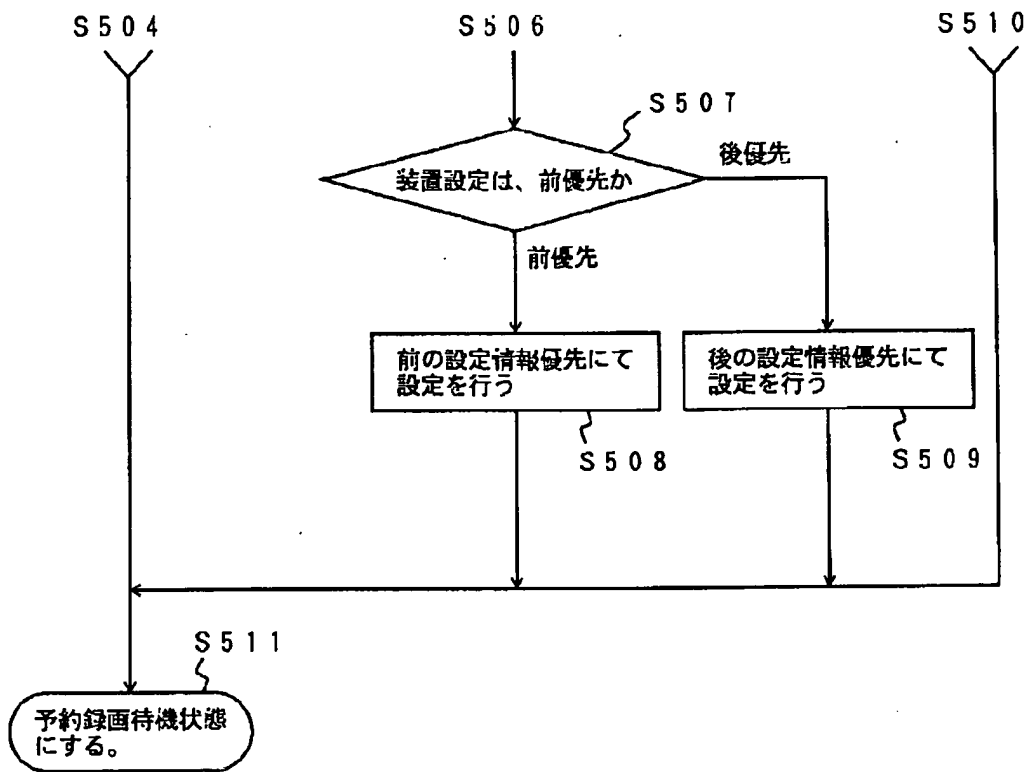 S504
S506
S510
S507
装置設定は、前優先か
後優先
前優先
前の設定情報優先にて
設定を行う
後の設定情報優先にて
設定を行う
S508
S509
S511
予約録画待機状態
にする。